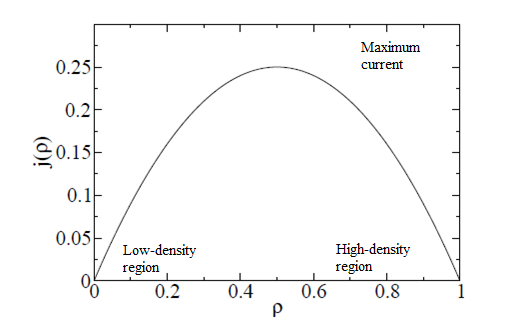 Maximum
current
0.25
0.2
0.15
0.1
0.05
0
j(ρ)
Low-density
region
High-density
region
0
0.2
0.4
0.6
0.8
1
ρ